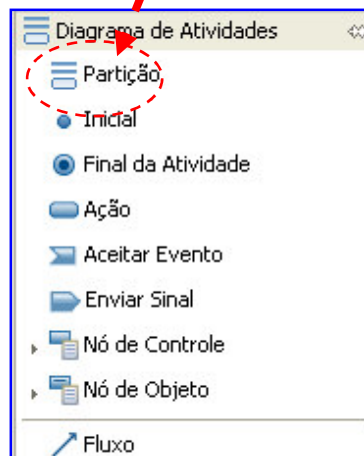 Diagrama de Atividades
Partição
Inicial
Final da Atividade
Ação
Aceitar Evento
Enviar Sinal
Nó de Controle
Nó de Objeto
Fluxo